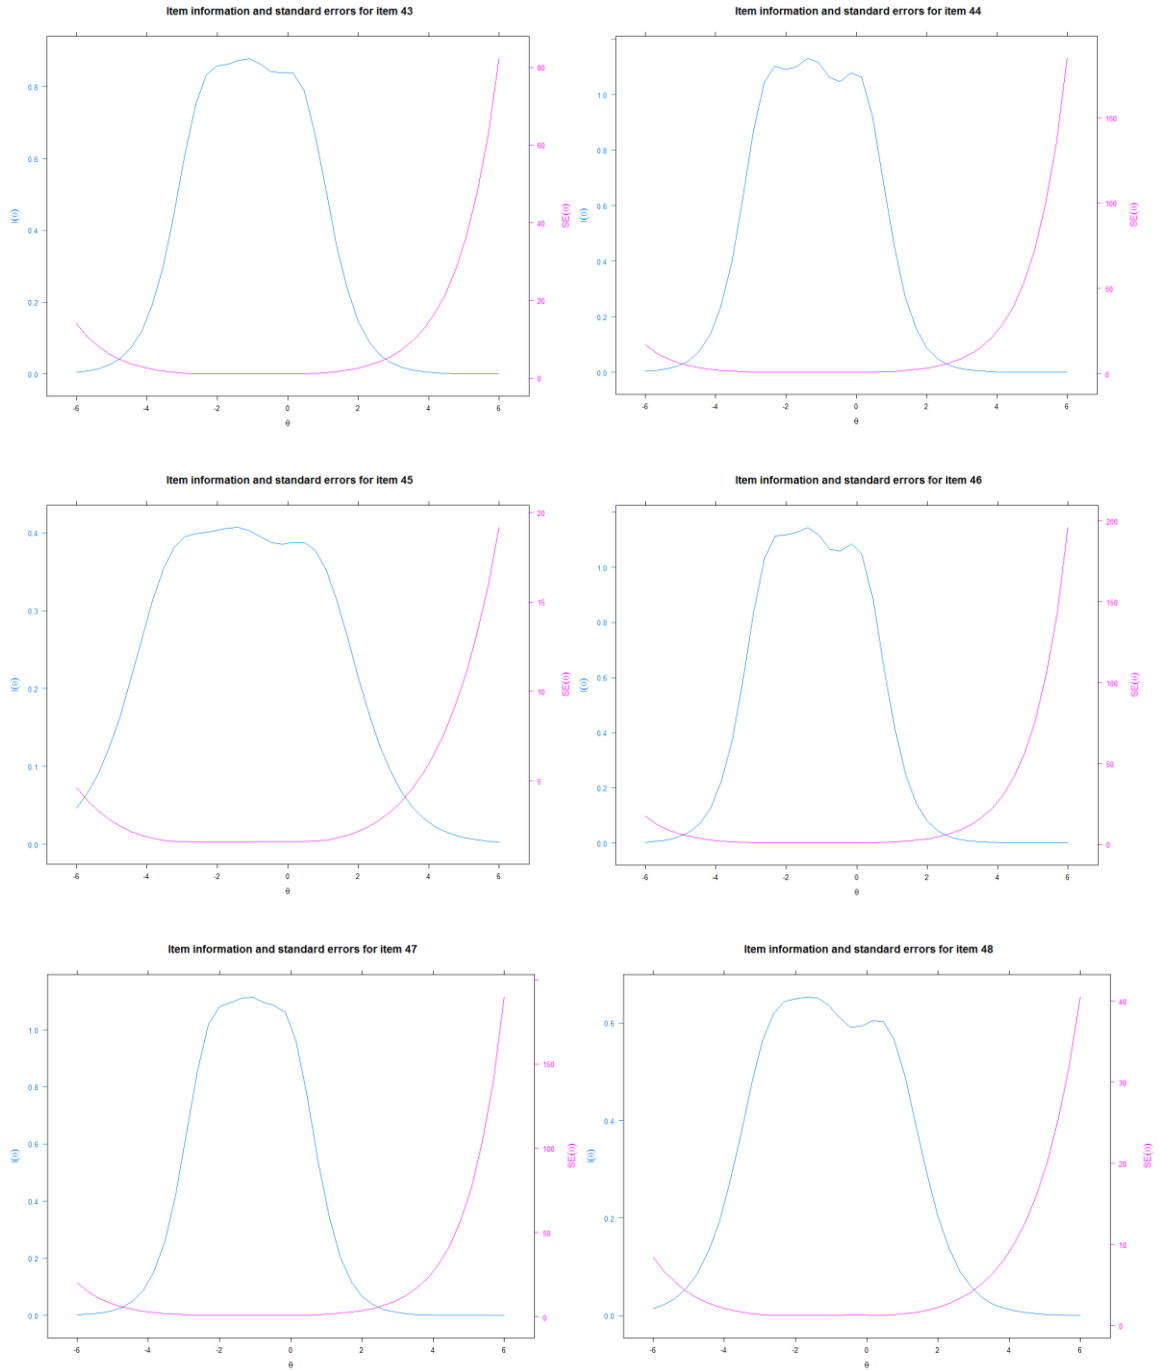 Item information and standard errors for item 43
0.8
0.6
0.4
0.2
0.0
I(θ)
80
60
40
20
0
SE(θ)
-6 -4 -2 0 2 4 6
θ
Item information and standard errors for item 44
1.0
0.8
0.6
0.4
0.2
0.0
I(θ)
150
100
50
0
SE(θ)
-6 -4 -2 0 2 4 6
θ
Item information and standard errors for item 45
0.4
0.3
0.2
0.1
0.0
I(θ)
20
15
10
5
SE(θ)
-6 -4 -2 0 2 4 6
θ
Item information and standard errors for item 46
1.0
0.8
0.6
0.4
0.2
0.0
I(θ)
200
150
100
50
0
SE(θ)
-6 -4 -2 0 2 4 6
θ
Item information and standard errors for item 47
1.0
0.8
0.6
0.4
0.2
0.0
I(θ)
150
100
50
0
SE(θ)
-6 -4 -2 0 2 4 6
θ
Item information and standard errors for item 48
0.6
0.4
0.2
0.0
I(θ)
40
30
20
10
0
SE(θ)
-6 -4 -2 0 2 4 6
θ